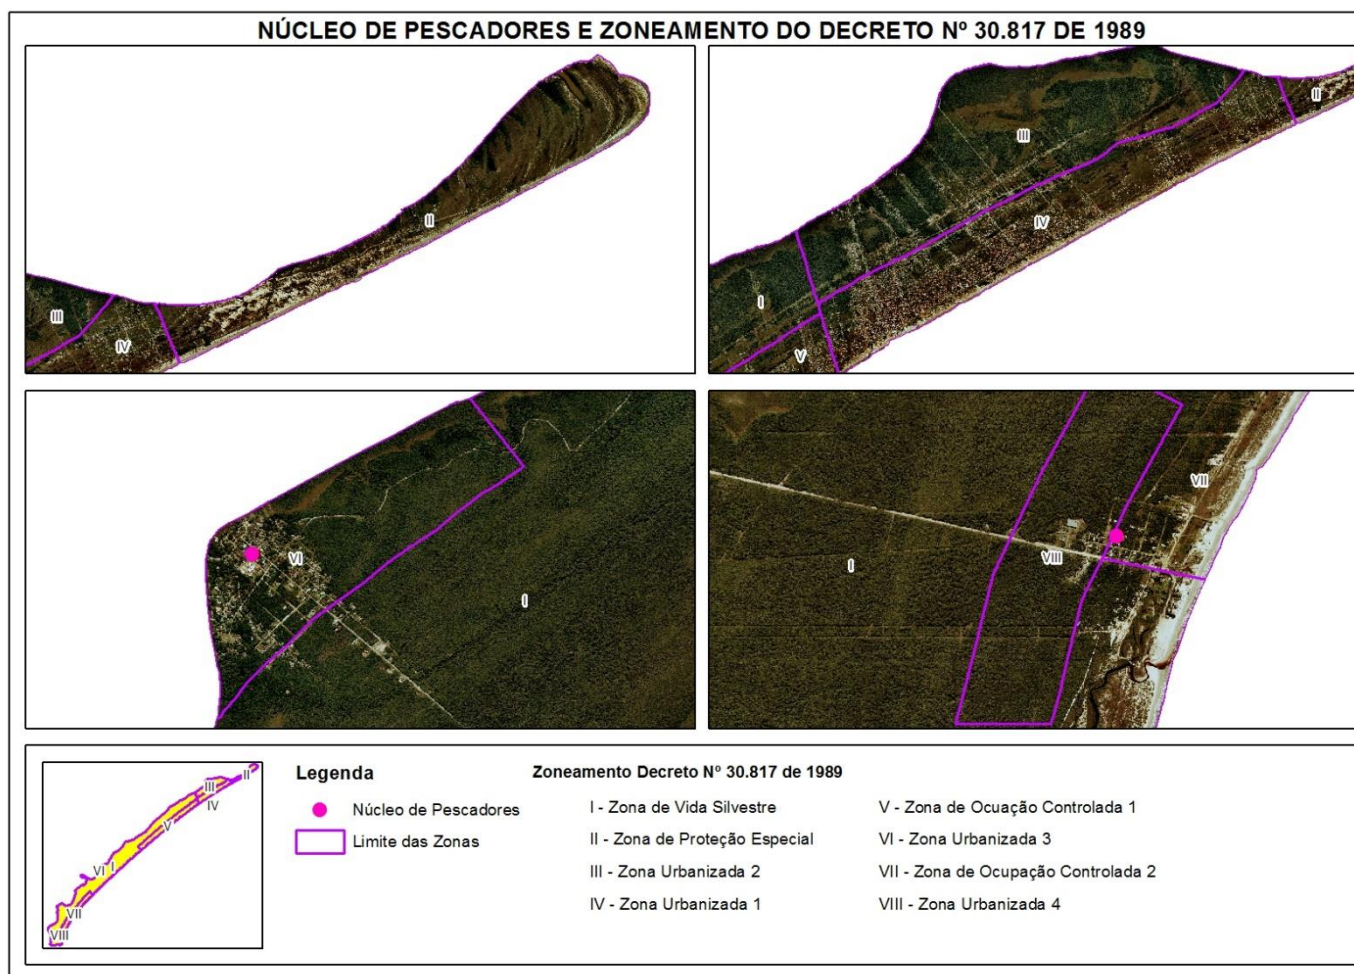 NÚCLEO DE PESCADORES E ZONEAMENTO DO DECRETO Nº 30.817 DE 1989
II
III
IV
II
III
IV
I
V
VI
I
VII
VIII
I
II
III
IV
V
VI
I
VII
VIII
Legenda
Núcleo de Pescadores
Limite das Zonas
Zoneamento Decreto Nº 30.817 de 1989
I - Zona de Vida Silvestre
II - Zona de Proteção Especial
III - Zona Urbanizada 2
IV - Zona Urbanizada 1
V - Zona de Ocuação Controlada 1
VI - Zona Urbanizada 3
VII - Zona de Ocupação Controlada 2
VIII - Zona Urbanizada 4